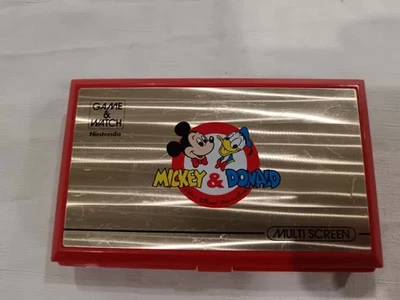 GAME
&
WATCH
Nintendo
MICKEY & DONALD
MULTI SCREEN